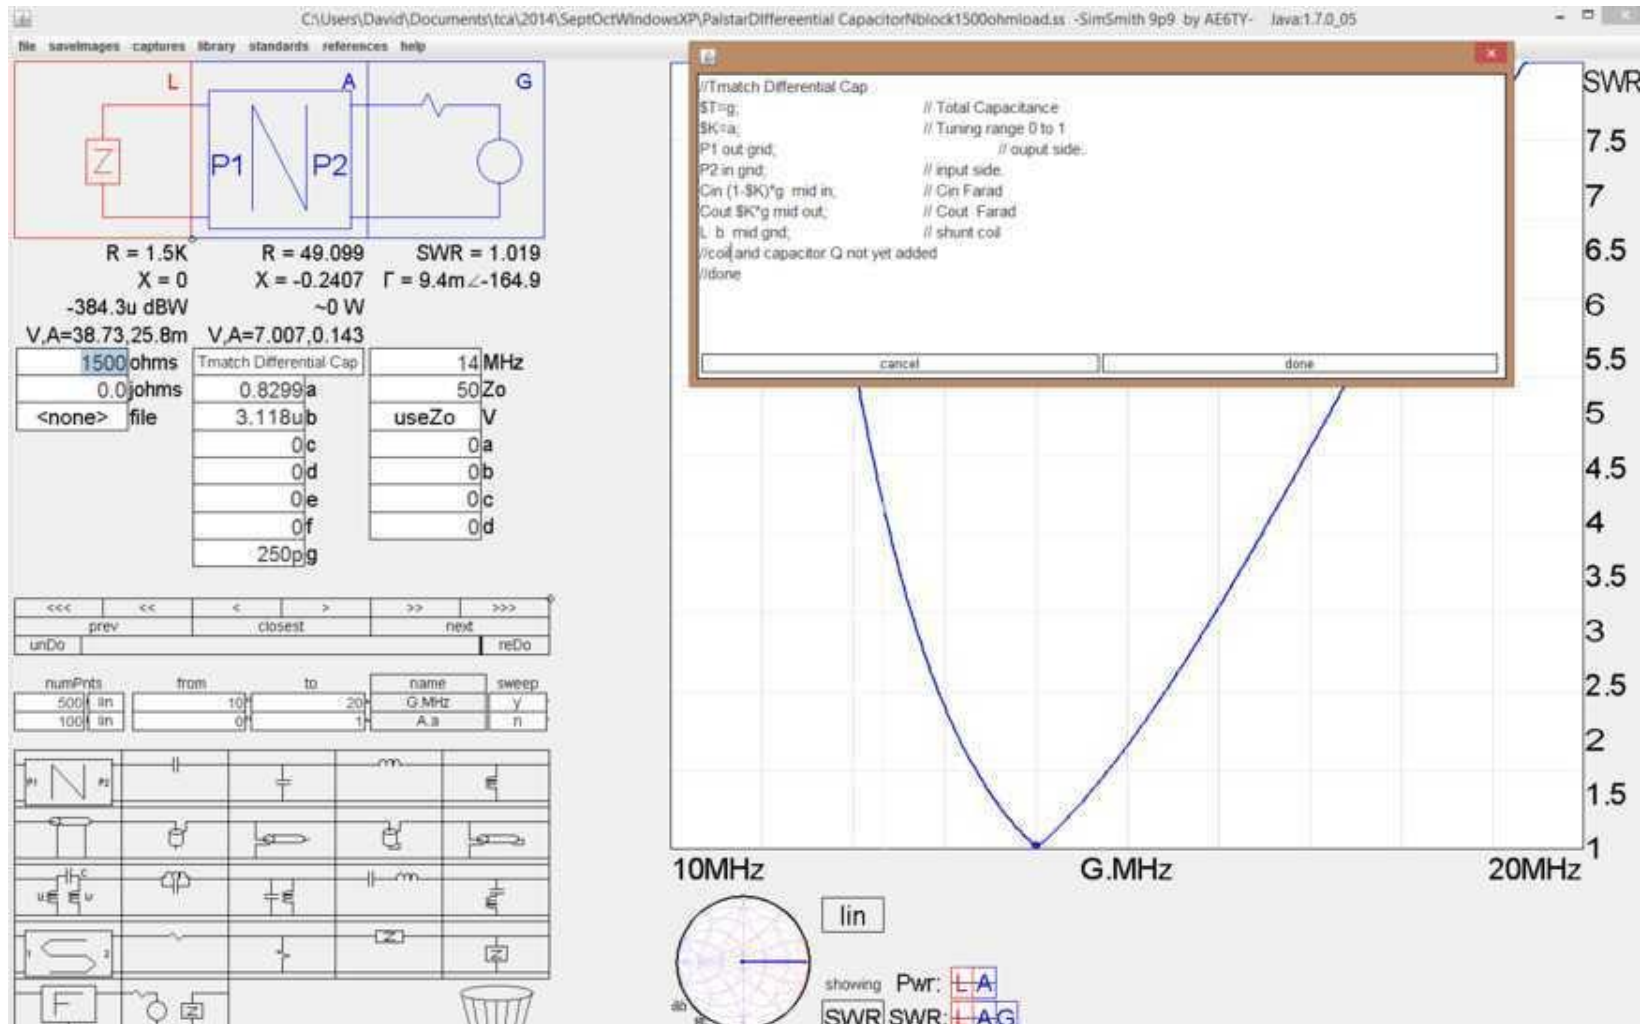 C:\Users\David\Documents\tca\2014\SeptOctWindowsXP\PalstarDIffereential CapacitorNblock1500ohmload.ss -SimSmith 9p9 by AE6TY- Java:1.7.0_05
file saveImages captures library standards references help
L A G
Z P1 N P2
R = 1.5K R = 49.099 SWR = 1.019
X = 0 X = -0.2407 Γ = 9.4m∠-164.9
-384.3u dBW ~0 W
V,A=38.73,25.8m V,A=7.007,0.143
1500 ohms Tmatch Differential Cap 14 MHz
0.0 johms 0.8299 a 50 Zo
<none> file 3.118u b useZo V
0 c 0 a
0 d 0 b
0 e 0 c
0 f 0 d
250p g
<<< << < > >> >>>
prev closest next
unDo reDo
numPnts from to name sweep
500 lin 10 20 G.MHz y
100 lin 0 1 A.a n
P1 N P2
Z
Z
F Z
//Tmatch Differential Cap
$T=g; // Total Capacitance
$K=a; // Tuning range 0 to 1
P1 out gnd; // ouput side.
P2 in gnd; // input side.
Cin (1-$K)*g mid in; // Cin Farad
Cout $K*g mid out; // Cout Farad
L b mid gnd; // shunt coil
//coil and capacitor Q not yet added
//done
cancel done
SWR
7.5
7
6.5
6
5.5
5
4.5
4
3.5
3
2.5
2
1.5
1
10MHz G.MHz 20MHz
lin
showing Pwr: L A
SWR SWR: L A G